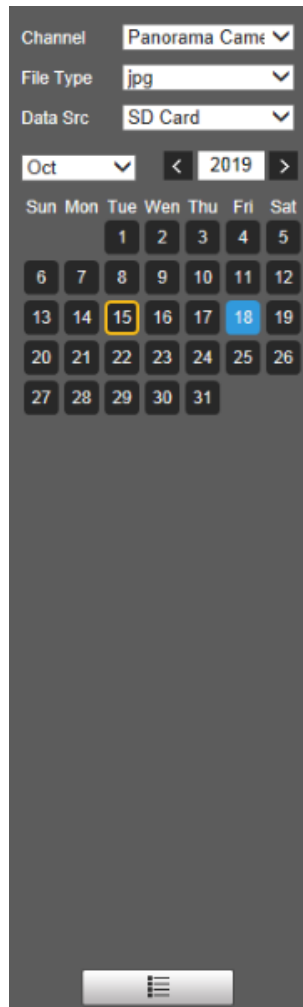 Channel Panorama Came
File Type jpg
Data Src SD Card
Oct < 2019 >
Sun Mon Tue Wen Thu Fri Sat
1 2 3 4 5
6 7 8 9 10 11 12
13 14 15 16 17 18 19
20 21 22 23 24 25 26
27 28 29 30 31